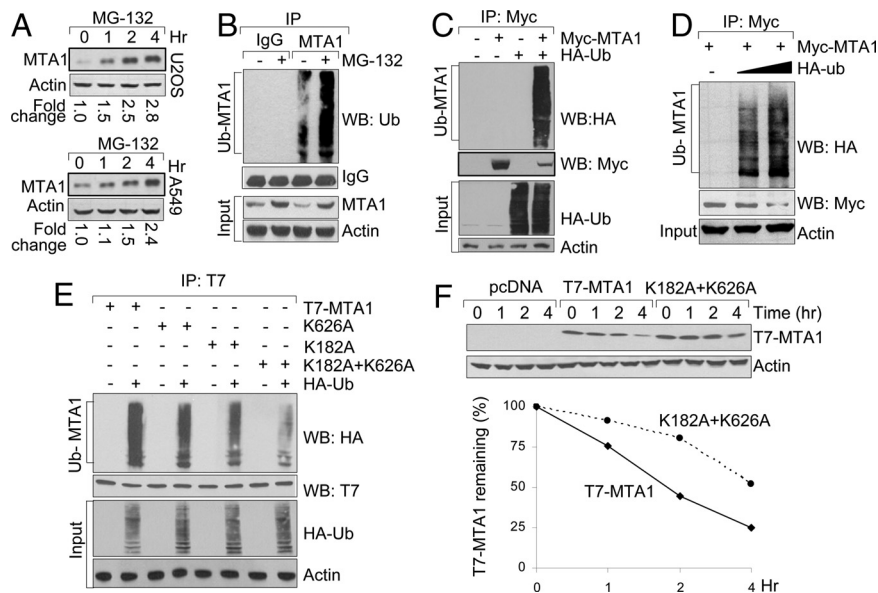 A
MG-132
0 1 2 4 Hr
MTA1
Actin
U2OS
Fold change
1.0 1.5 2.5 2.8
MG-132
0 1 2 4 Hr
MTA1
Actin
A549
Fold change
1.0 1.1 1.5 2.4
B
IP
IgG MTA1
- + - + MG-132
Ub-MTA1
WB: Ub
IgG
Input
MTA1
Actin
C
IP: Myc
- + - + Myc-MTA1
- - + + HA-Ub
Ub-MTA1
WB:HA
WB: Myc
Input
HA-Ub
Actin
D
IP: Myc
+ + + Myc-MTA1
- HA-ub
Ub- MTA1
WB: HA
WB: Myc
Input
Actin
E
IP: T7
+ + - - - - - - T7-MTA1
- - + + - - - - K626A
- - - - + + - - K182A
- - - - - - + + K182A+K626A
- + - + - + - + HA-Ub
Ub- MTA1
WB: HA
WB: T7
Input
HA-Ub
Actin
F
pcDNA T7-MTA1 K182A+K626A
0 1 2 4 0 1 2 4 0 1 2 4 Time (hr)
T7-MTA1
Actin
T7-MTA1 remaining (%)
100
75
50
25
0
K182A+K626A
T7-MTA1
0 1 2 4 Hr